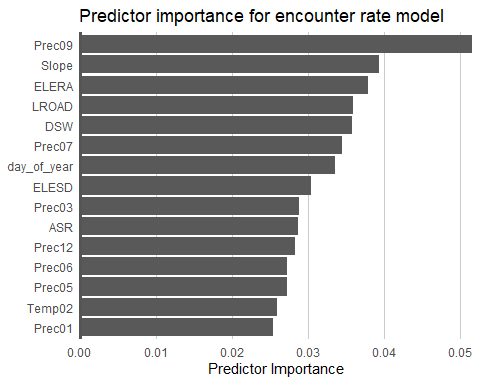 Predictor importance for encounter rate model
Prec09
Slope
ELERA
LROAD
DSW
Prec07
day_of_year
ELESD
Prec03
ASR
Prec12
Prec06
Prec05
Temp02
Prec01
0.00 0.01 0.02 0.03 0.04 0.05
Predictor Importance